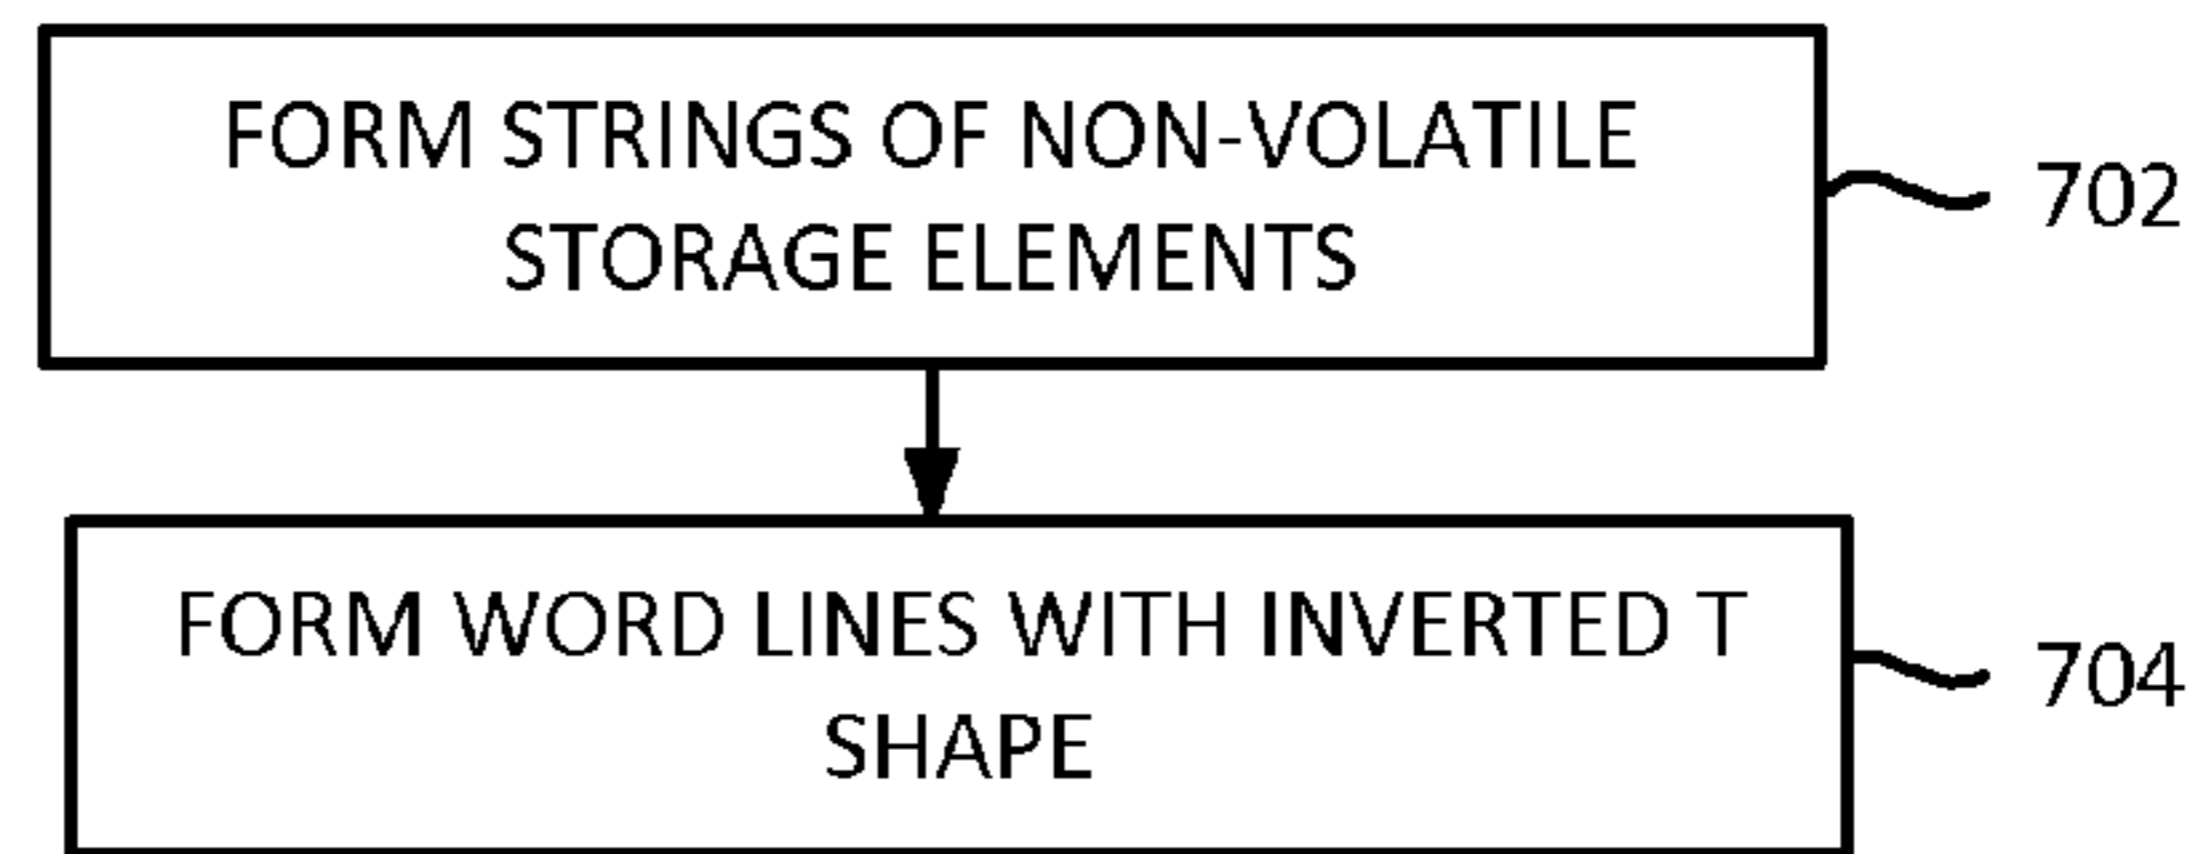 FORM STRINGS OF NON-VOLATILE
STORAGE ELEMENTS
702
FORM WORD LINES WITH INVERTED T
SHAPE
704